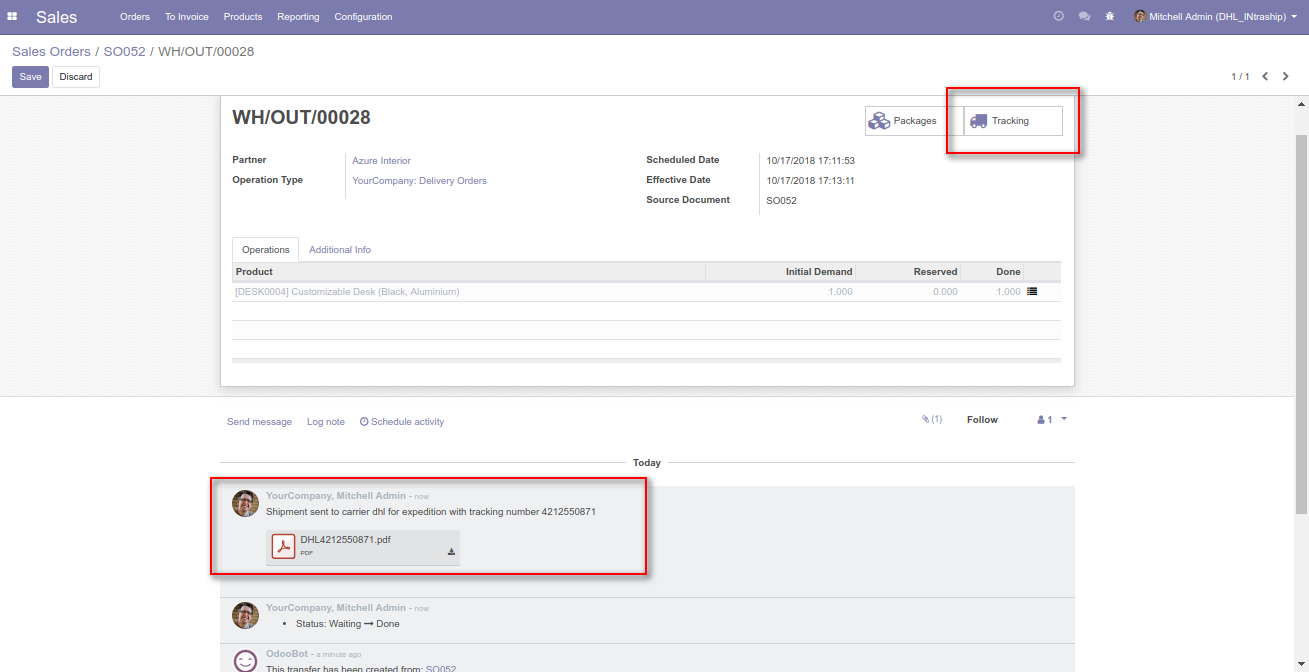 Sales Orders To Invoice Products Reporting Configuration Mitchell Admin (DHL_INtraship)
Sales Orders / SO052 / WH/OUT/00028
Save Discard 1 / 1
WH/OUT/00028
Packages Tracking
Partner Azure Interior Scheduled Date 10/17/2018 17:11:53
Operation Type YourCompany: Delivery Orders Effective Date 10/17/2018 17:13:11
Source Document SO052
Operations Additional Info
Product Initial Demand Reserved Done
[DESK0004] Customizable Desk (Black, Aluminium) 1.000 0.000 1.000
Send message Log note Schedule activity (1) Follow 1
Today
YourCompany, Mitchell Admin - now
Shipment sent to carrier dhl for expedition with tracking number 4212550871
DHL4212550871.pdf
PDF
YourCompany, Mitchell Admin - now
• Status: Waiting → Done
OdooBot - a minute ago
This transfer has been created from: SO052